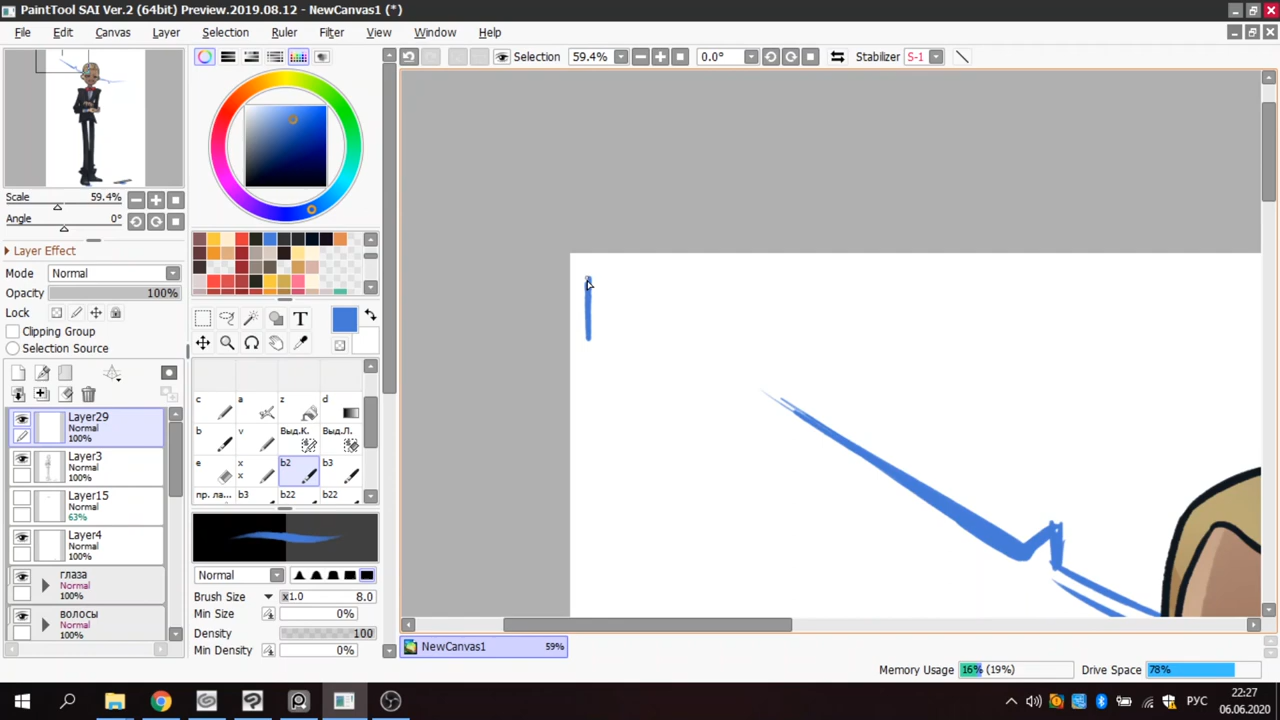 PaintTool SAI Ver.2 (64bit) Preview.2019.08.12 - NewCanvas1 (*)
File Edit Canvas Layer Selection Ruler Filter View Window Help
Selection 59.4% 0.0° Stabilizer S-1
Scale 59.4%
Angle 0°
Layer Effect
Mode Normal
Opacity 100%
Lock
Clipping Group
Selection Source
Layer29
Normal
100%
Layer3
Normal
100%
Layer15
Normal
63%
Layer4
Normal
100%
глаза
Normal
100%
волосы
Normal
100%
T
c a z d
b v Выд.К. Выд.Л.
e x x b2 b3
пр. ла... b3 b22 b22
Normal
Brush Size x1.0 8.0
Min Size 0%
Density 100
Min Density 0%
NewCanvas1 59%
Memory Usage 16% (19%) Drive Space 78%
РУС
22:27
06.06.2020